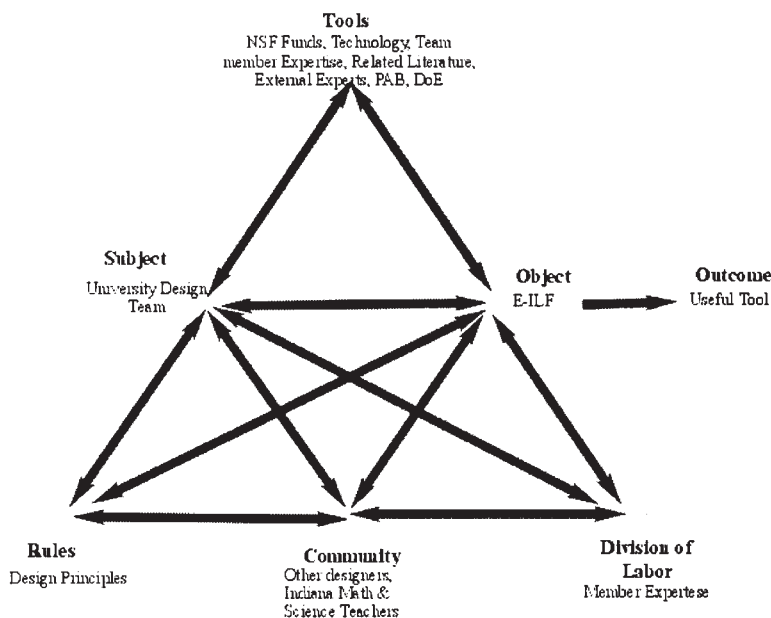 Tools
NSF Funds, Technology, Team
member Expertise, Related Literature,
External Experts, PAB, DoE
Subject
University Design
Team
Object
E-ILF
Outcome
Useful Tool
Rules
Design Principles
Community
Other designers,
Indiana Math &
Science Teachers
Division of
Labor
Member Expertese